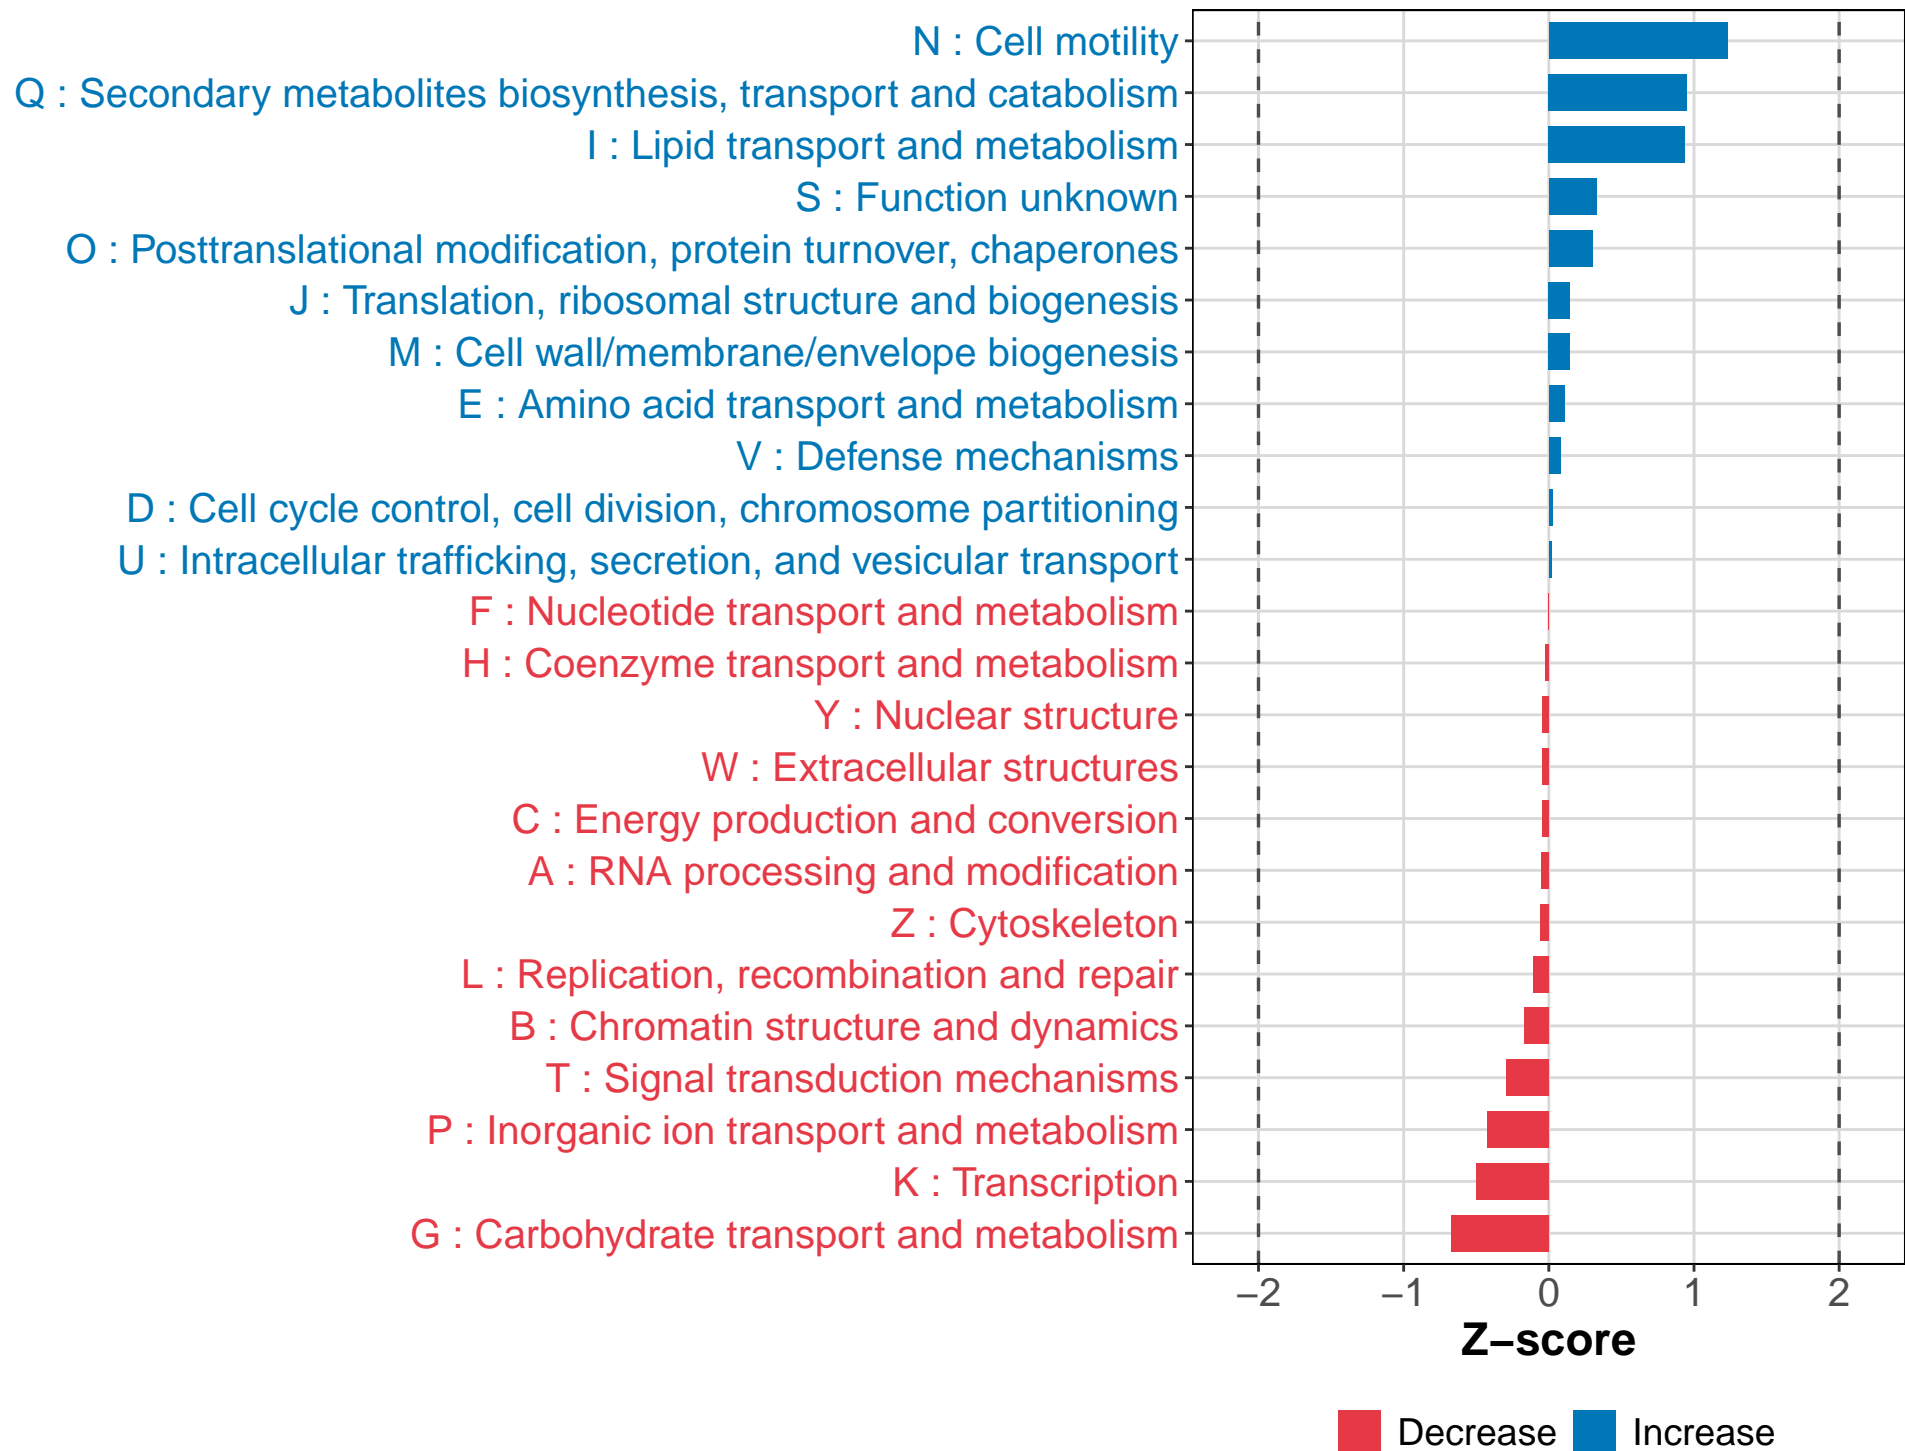 N : Cell motility
Q : Secondary metabolites biosynthesis, transport and catabolism
I : Lipid transport and metabolism
S : Function unknown
O : Posttranslational modification, protein turnover, chaperones
J : Translation, ribosomal structure and biogenesis
M : Cell wall/membrane/envelope biogenesis
E : Amino acid transport and metabolism
V : Defense mechanisms
D : Cell cycle control, cell division, chromosome partitioning
U : Intracellular trafficking, secretion, and vesicular transport
F : Nucleotide transport and metabolism
H : Coenzyme transport and metabolism
Y : Nuclear structure
W : Extracellular structures
C : Energy production and conversion
A : RNA processing and modification
Z : Cytoskeleton
L : Replication, recombination and repair
B : Chromatin structure and dynamics
T : Signal transduction mechanisms
P : Inorganic ion transport and metabolism
K : Transcription
G : Carbohydrate transport and metabolism
−2 −1 0 1 2
Z−score
Decrease Increase